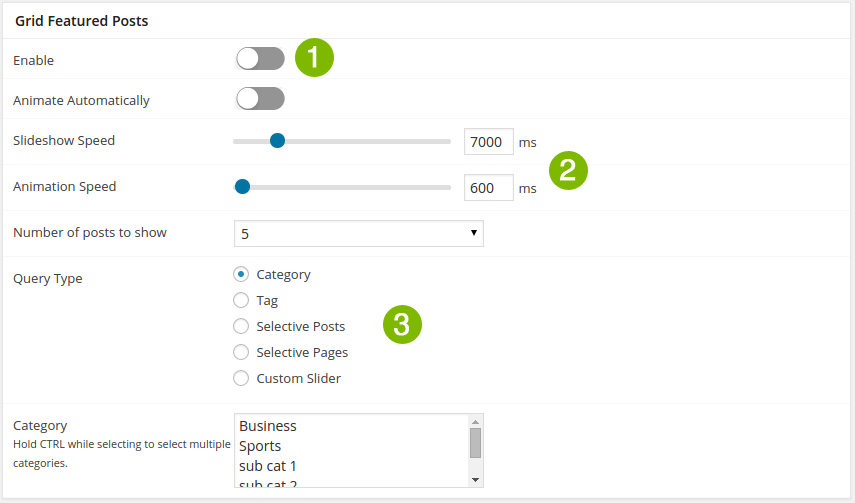 Grid Featured Posts
Enable 1
Animate Automatically
Slideshow Speed 7000 ms
2
Animation Speed 600 ms
Number of posts to show 5
Query Type Category
Tag
Selective Posts 3
Selective Pages
Custom Slider
Category Business
Hold CTRL while selecting to select multiple Sports
categories. sub cat 1
sub cat 2